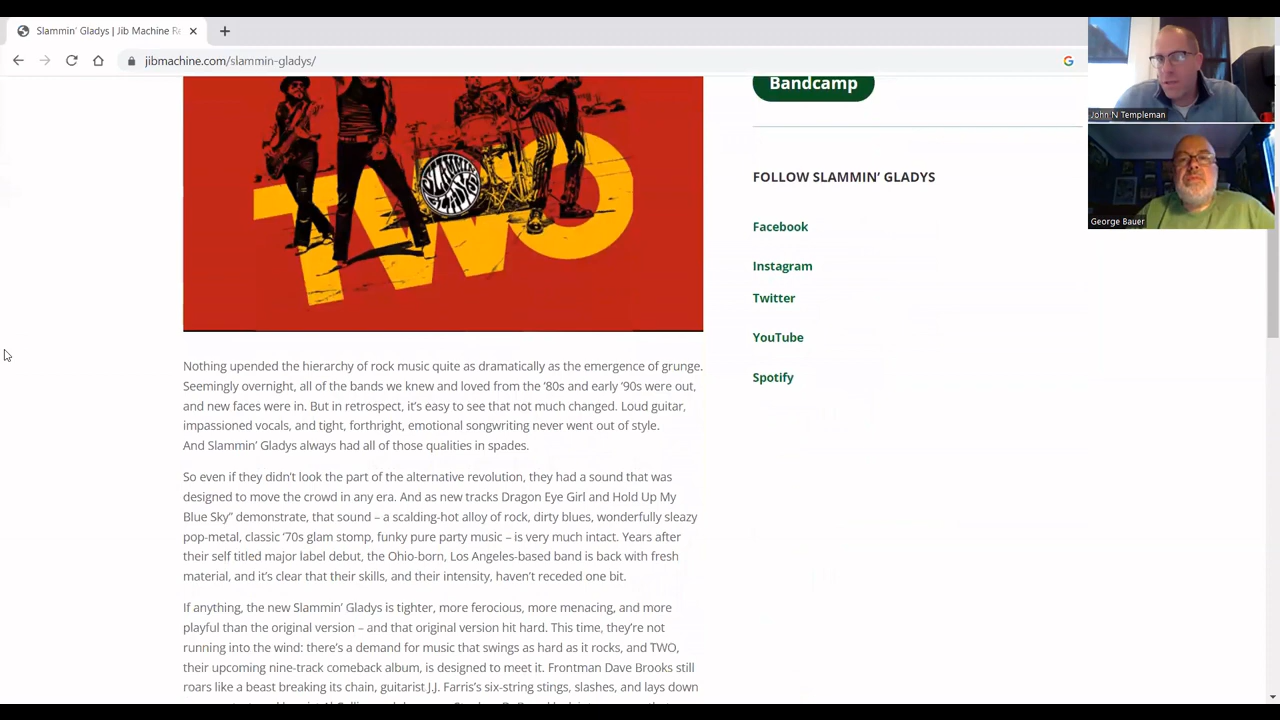 Slammin' Gladys | Jib Machine Re
jibmachine.com/slammin-gladys/
TWO
SLAMMIN GLADYS
Bandcamp
FOLLOW SLAMMIN' GLADYS
Facebook
Instagram
Twitter
YouTube
Spotify
John N Templeman
George Bauer
Nothing upended the hierarchy of rock music quite as dramatically as the emergence of grunge.
Seemingly overnight, all of the bands we knew and loved from the '80s and early '90s were out,
and new faces were in. But in retrospect, it's easy to see that not much changed. Loud guitar,
impassioned vocals, and tight, forthright, emotional songwriting never went out of style.
And Slammin' Gladys always had all of those qualities in spades.
So even if they didn't look the part of the alternative revolution, they had a sound that was
designed to move the crowd in any era. And as new tracks Dragon Eye Girl and Hold Up My
Blue Sky" demonstrate, that sound – a scalding-hot alloy of rock, dirty blues, wonderfully sleazy
pop-metal, classic '70s glam stomp, funky pure party music – is very much intact. Years after
their self titled major label debut, the Ohio-born, Los Angeles-based band is back with fresh
material, and it's clear that their skills, and their intensity, haven't receded one bit.
If anything, the new Slammin' Gladys is tighter, more ferocious, more menacing, and more
playful than the original version – and that original version hit hard. This time, they're not
running into the wind: there's a demand for music that swings as hard as it rocks, and TWO,
their upcoming nine-track comeback album, is designed to meet it. Frontman Dave Brooks still
roars like a beast breaking its chain, guitarist J.J. Farris's six-string stings, slashes, and lays down